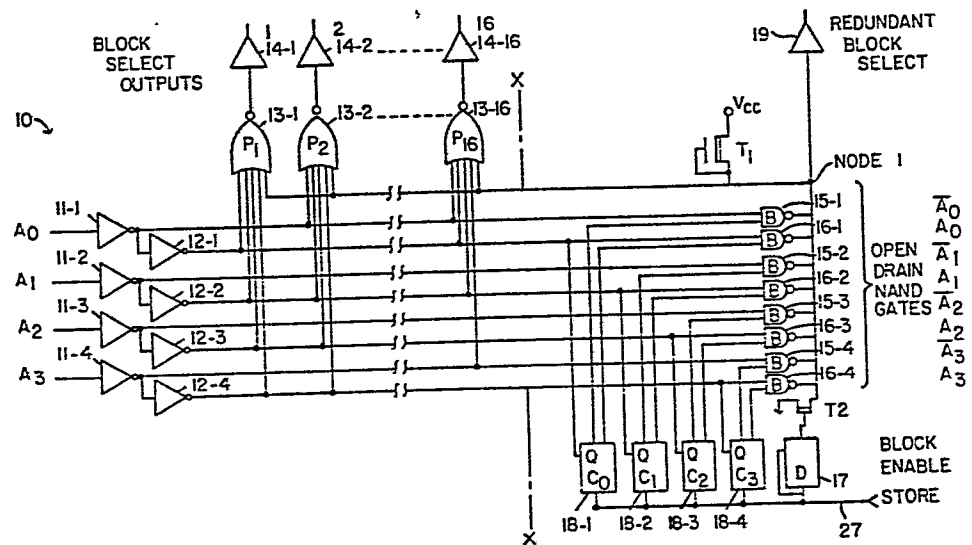 1 2 16
19
REDUNDANT
BLOCK
SELECT
BLOCK
SELECT
OUTPUTS
14-1 14-2 14-16
X
13-1 13-2 13-16
10
VCC
P1 P2 P16
T1
NODE 1
11-1
A0
12-1
11-2
A1
12-2
11-3
A2
12-3
11-4
A3
12-4
B 15-1
B 16-1
B 15-2
B 16-2
B 15-3
B 16-3
B 15-4
B 16-4
OPEN
DRAIN
NAND
GATES
A̅0
A0
A̅1
A1
A̅2
A2
A̅3
A3
T2
Q C0
Q C1
Q C2
Q C3
D
BLOCK
ENABLE
17
STORE
18-1 18-2 18-3 18-4
27
X